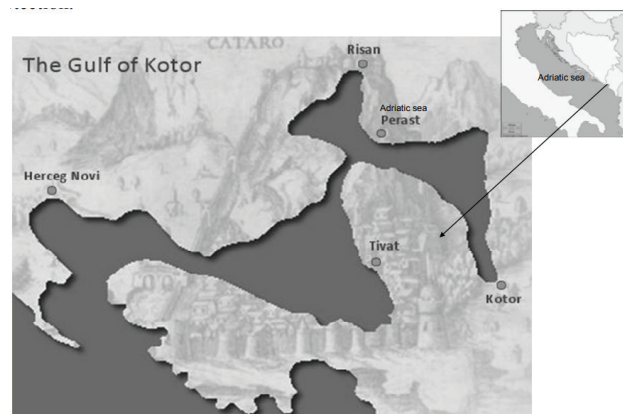 CATARO
The Gulf of Kotor
Risan
Adriatic sea
Adriatic sea
Perast
Herceg Novi
Tivat
Kotor